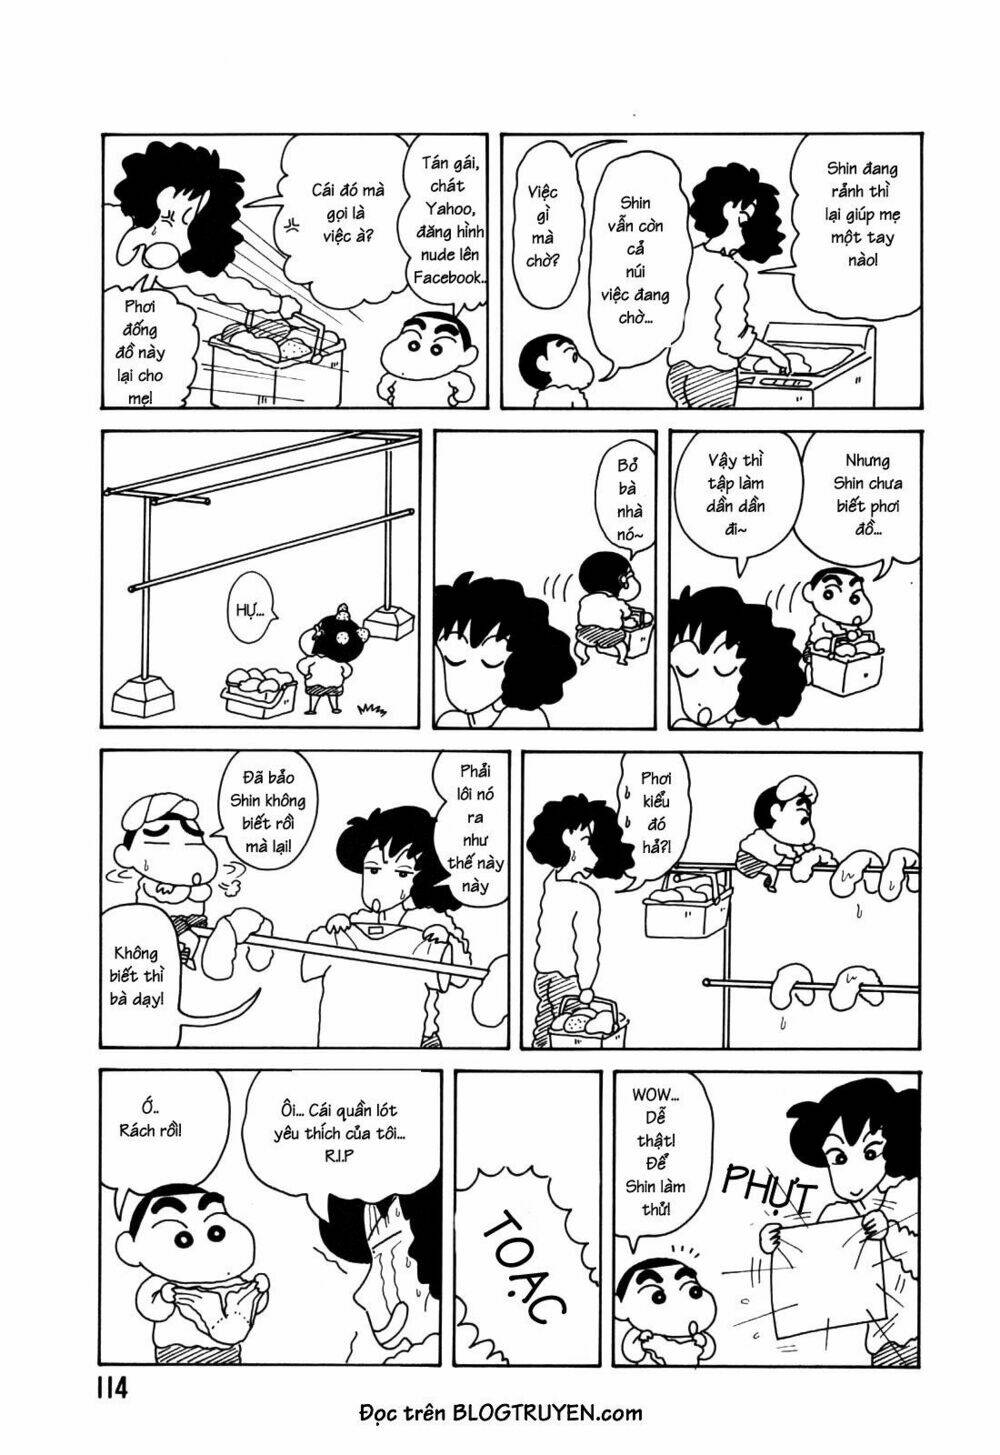 Shin đang
rảnh thì
lại giúp mẹ
một tay
nào!
Shin
vẫn còn
cả
núi
việc đang
chờ...
Việc
gì
mà
chờ?
Tán gái,
chát
Yahoo,
đăng hình
nude lên
Facebook..
Cái đó mà
gọi là
việc à?
Phơi
đống
đồ này
lại cho
mẹ!
Nhưng
Shin chưa
biết phơi
đồ...
Vậy thì
tập làm
dần dần
đi~
Bỏ
bà
nhà
nó~
HỰ...
Phơi
kiểu
đó
hả?!
Phải
lôi nó
ra
như
thế này
này
Đã bảo
Shin không
biết rồi
mà lại!
Không
biết thì
bà dạy!
WOW...
Dễ
thật!
Để
Shin làm
thử!
PHỰT
TOẠC
Ôi... Cái quần lót
yêu thích của tôi...
R.I.P
Ớ..
Rách rồi!
114
Đọc trên BLOGTRUYEN.com